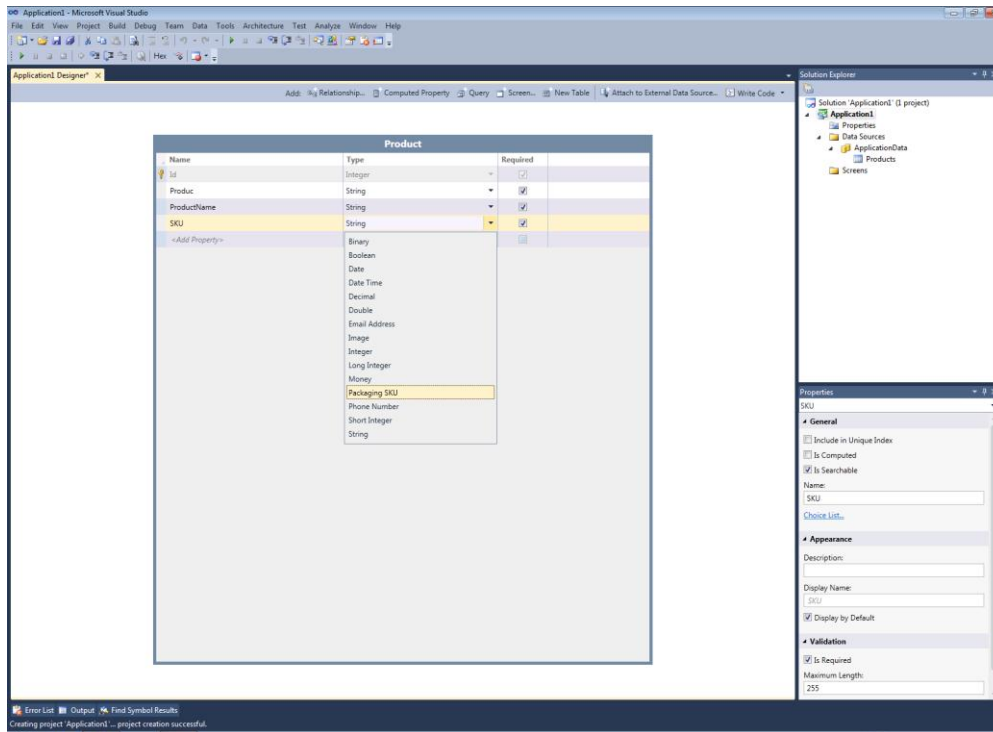 Application1 - Microsoft Visual Studio
File Edit View Project Build Debug Team Data Tools Architecture Test Analyze Window Help
Hex
Application1 Designer* X
Add: Relationship... Computed Property Query Screen... New Table Attach to External Data Source... Write Code
Product
Name Type Required
Id Integer
Produc String
ProductName String
SKU String
<Add Property>
Binary
Boolean
Date
Date Time
Decimal
Double
Email Address
Image
Integer
Long Integer
Money
Packaging SKU
Phone Number
Short Integer
String
Solution Explorer
Solution 'Application1' (1 project)
Application1
Properties
Data Sources
ApplicationData
Products
Screens
Properties
SKU
General
Include in Unique Index
Is Computed
Is Searchable
Name:
SKU
Choice List...
Appearance
Description:
Display Name:
SKU
Display by Default
Validation
Is Required
Maximum Length:
255
Error List Output Find Symbol Results
Creating project 'Application1'... project creation successful.